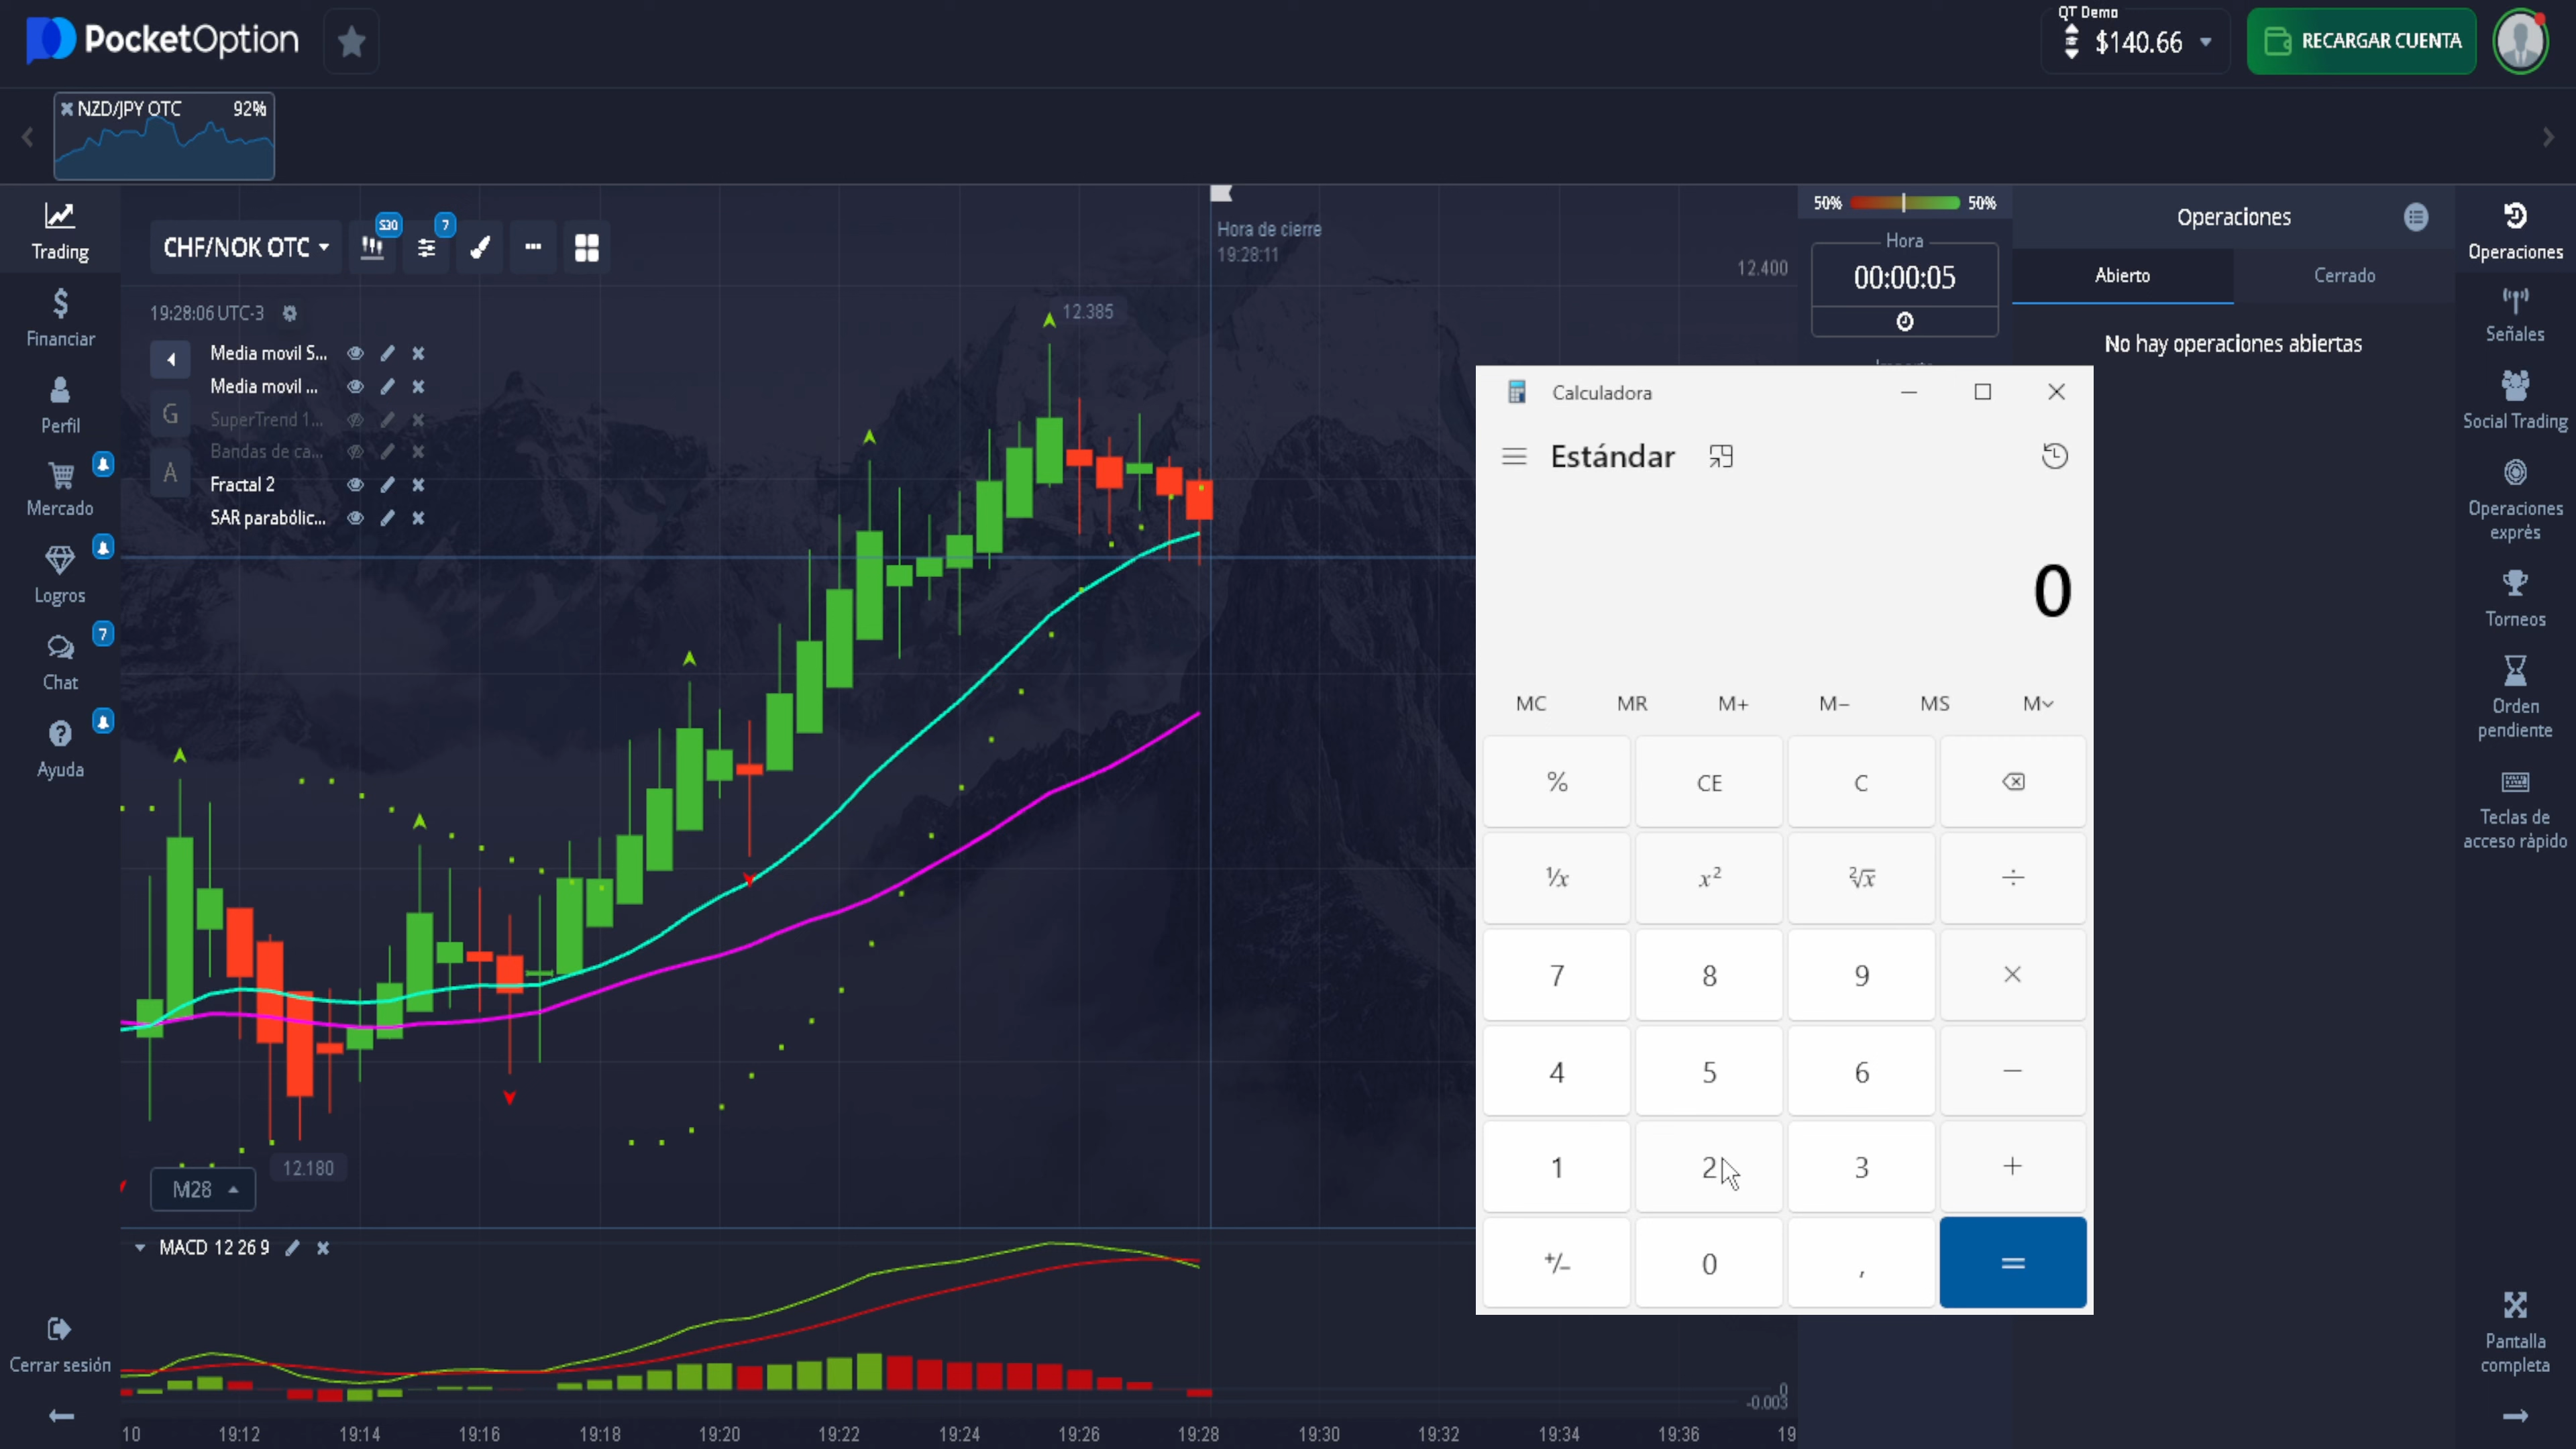 PocketOption
QT Demo
$140.66
RECARGAR CUENTA
NZD/JPY OTC 92%
Trading
Financiar
Perfil
Mercado
Logros
7
Chat
Ayuda
Cerrar sesión
CHF/NOK OTC
S30
7
19:28:06 UTC-3
Media movil S...
Media movil ...
G
SuperTrend 1...
Bandas de ca...
A
Fractal 2
SAR parabólic...
Hora de cierre
19:28:11
12.400
12.385
12.180
M28
MACD 12 26 9
0
-0.003
10 19:12 19:14 19:16 19:18 19:20 19:22 19:24 19:26 19:28 19:30 19:32 19:34 19:36 19
50% 50%
Hora
00:00:05
Operaciones
Abierto Cerrado
No hay operaciones abiertas
Calculadora
Estándar
0
MC MR M+ M− MS M
% CE C
⅟x x² ²√x ÷
7 8 9 ×
4 5 6 −
1 2 3 +
+/− 0 , =
Operaciones
Señales
Social Trading
Operaciones
exprés
Torneos
Orden
pendiente
Teclas de
acceso rápido
Pantalla
completa